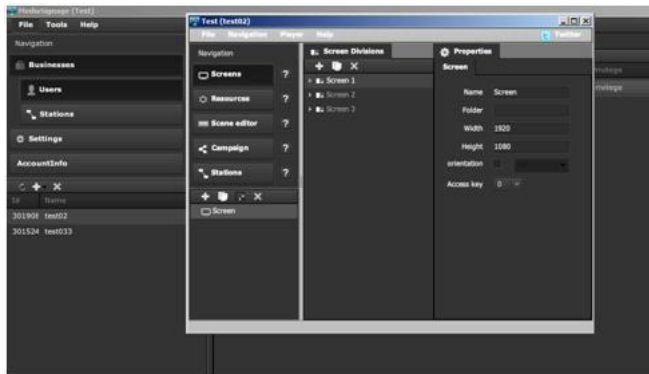 MediaSignage [Test]
File Tools Help
Navigation
Businesses
Users
Stations
Settings
AccountInfo
Id Name
30190 test02
301524 test033
Test (test02)
File Navigation Player Help
Twitter
Navigation
Screens ?
Resources ?
Scene editor ?
Campaign ?
Stations ?
Screen
Screen Divisions
Screen 1
Screen 2
Screen 3
Properties
Screen
Name Screen
Folder
Width 1920
Height 1080
orientation
Access key 0